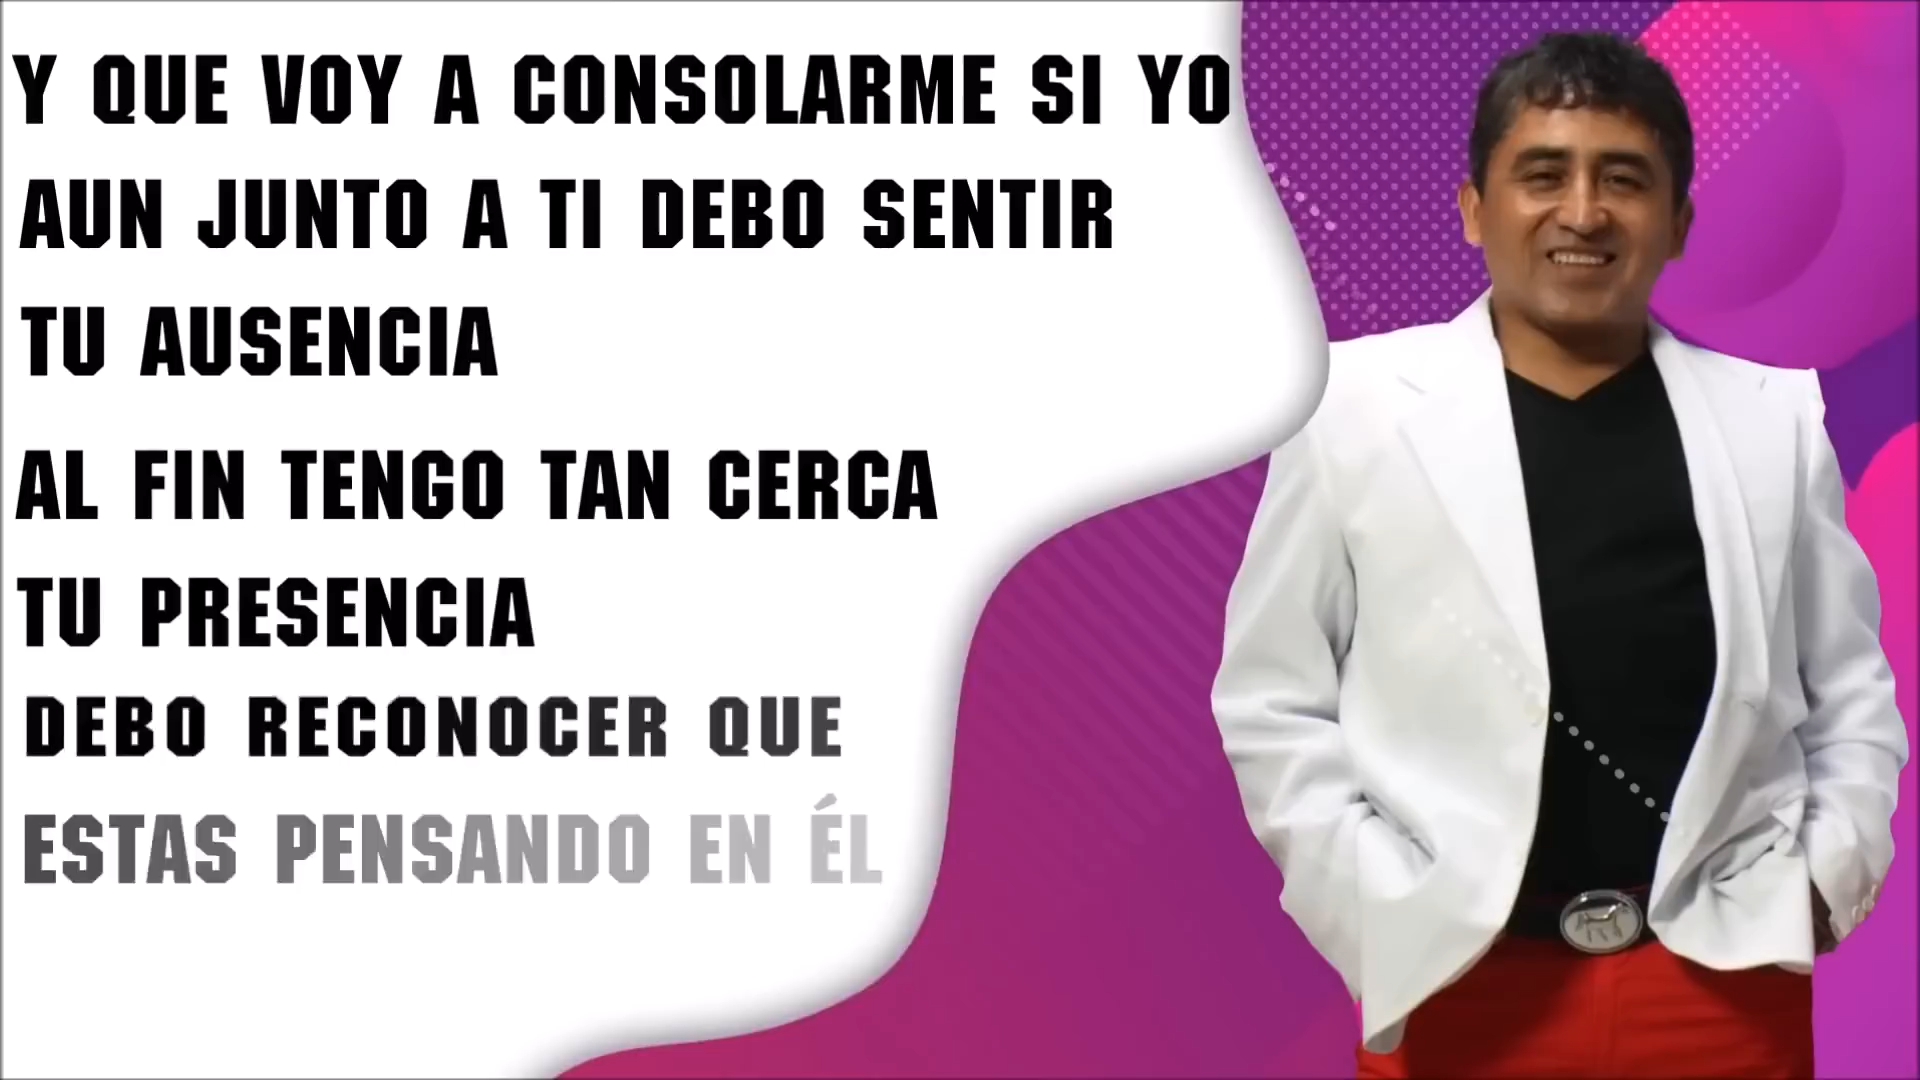 Y QUE VOY A CONSOLARME SI YO
AUN JUNTO A TI DEBO SENTIR
TU AUSENCIA
AL FIN TENGO TAN CERCA
TU PRESENCIA
DEBO RECONOCER QUE
ESTAS PENSANDO EN ÉL